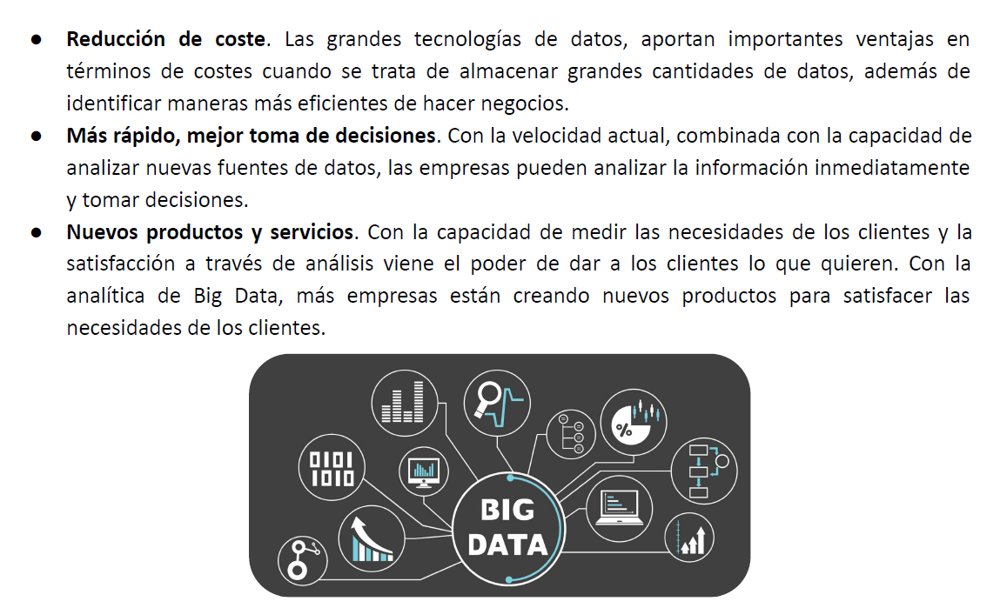 ● Reducción de coste. Las grandes tecnologías de datos, aportan importantes ventajas en
términos de costes cuando se trata de almacenar grandes cantidades de datos, además de
identificar maneras más eficientes de hacer negocios.
● Más rápido, mejor toma de decisiones. Con la velocidad actual, combinada con la capacidad de
analizar nuevas fuentes de datos, las empresas pueden analizar la información inmediatamente
y tomar decisiones.
● Nuevos productos y servicios. Con la capacidad de medir las necesidades de los clientes y la
satisfacción a través de análisis viene el poder de dar a los clientes lo que quieren. Con la
analítica de Big Data, más empresas están creando nuevos productos para satisfacer las
necesidades de los clientes.
%
0101
1010
BIG
DATA